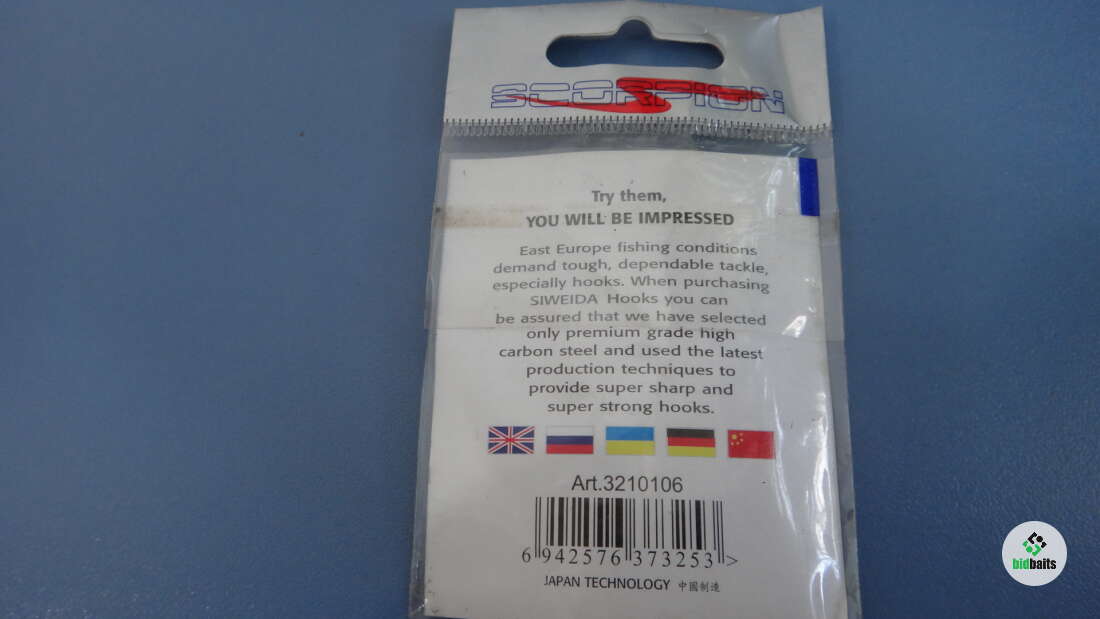 SCORPION
Try them,
YOU WILL BE IMPRESSED
East Europe fishing conditions
demand tough, dependable tackle,
especially hooks. When purchasing
SIWEIDA Hooks you can
be assured that we have selected
only premium grade high
carbon steel and used the latest
production techniques to
provide super sharp and
super strong hooks.
Art.3210106
6 942576 373253 >
JAPAN TECHNOLOGY 中國制造
bidbaits